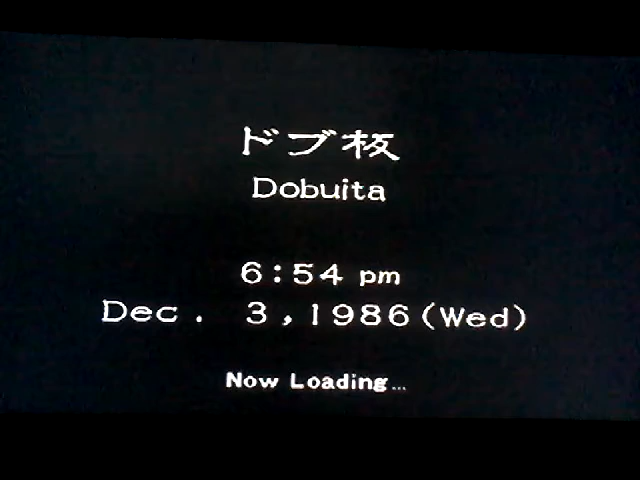 ドブ板
Dobuita
6:54 pm
Dec. 3,1986(Wed)
Now Loading...